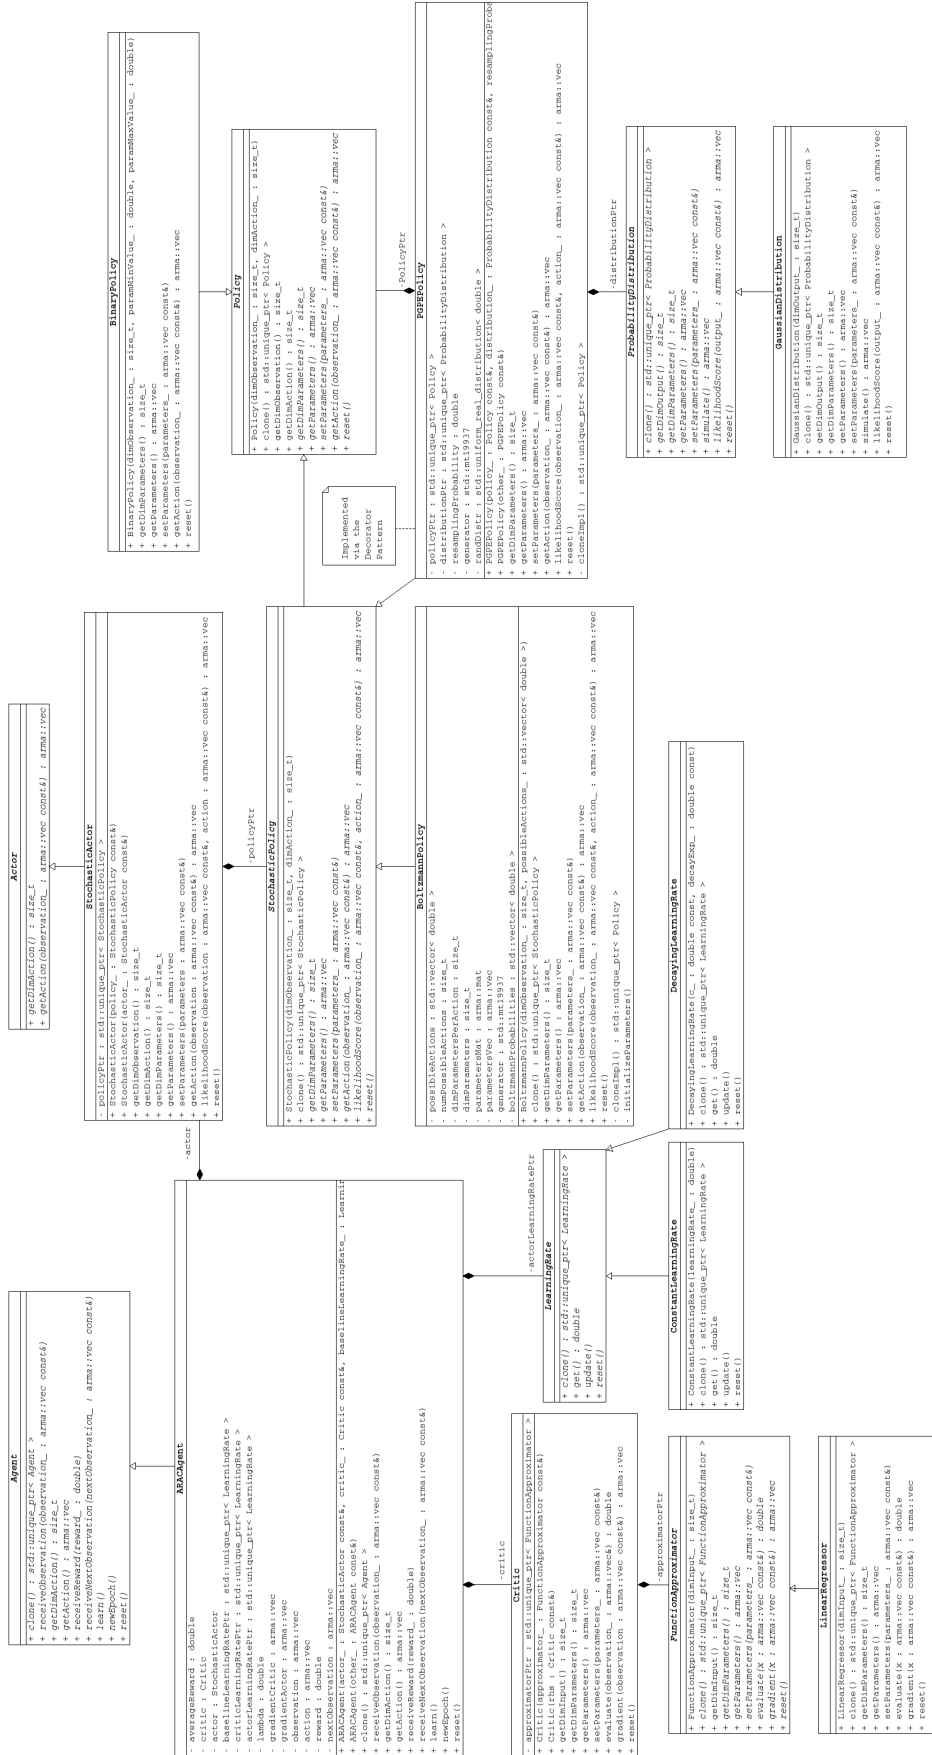 Agent
+ clone() : std::unique_ptr< Agent >
+ receiveObservation(observation_ : arma::vec const&)
+ getDimAction() : size_t
+ getAction() : arma::vec
+ receiveReward(reward_ : double)
+ receiveNextObservation(nextObservation_ : arma::vec const&)
+ learn()
+ newEpoch()
+ reset()
ARACAgent
- averageReward : double
- critic : Critic
- actor : StochasticActor
- baselineLearningRatePtr : std::unique_ptr< LearningRate >
- criticLearningRatePtr : std::unique_ptr< LearningRate >
- actorLearningRatePtr : std::unique_ptr< LearningRate >
- lambda : double
- gradientCritic : arma::vec
- gradientActor : arma::vec
- observation : arma::vec
- action : arma::vec
- reward : double
- nextObservation : arma::vec
+ ARACAgent(actor_ : StochasticActor const&, critic_ : Critic const&, baselineLearningRate_ : Learnin
+ ARACAgent(other_ : ARACAgent const&)
+ clone() : std::unique_ptr< Agent >
+ receiveObservation(observation_ : arma::vec const&)
+ getDimAction() : size_t
+ getAction() : arma::vec
+ receiveReward(reward_ : double)
+ receiveNextObservation(nextObservation_ : arma::vec const&)
+ learn()
+ newEpoch()
+ reset()
-critic
Critic
- approximatorPtr : std::unique_ptr< FunctionApproximator >
+ Critic(approximator_ : FunctionApproximator const&)
+ Critic(rhs : Critic const&)
+ getDimInput() : size_t
+ getDimParameters() : size_t
+ getParameters() : arma::vec
+ setParameters(parameters_ : arma::vec const&)
+ evaluate(observation_ : arma::vec&) : double
+ gradient(observation_ : arma::vec const&) : arma::vec
+ reset()
-approximatorPtr
FunctionApproximator
+ FunctionApproximator(dimInput_ : size_t)
+ clone() : std::unique_ptr< FunctionApproximator >
+ getDimInput() : size_t
+ getDimParameters() : size_t
+ getParameters() : arma::vec
+ setParameters(parameters_ : arma::vec const&)
+ evaluate(x : arma::vec const&) : double
+ gradient(x : arma::vec const&) : arma::vec
+ reset()
LinearRegressor
+ LinearRegressor(dimInput_ : size_t)
+ clone() : std::unique_ptr< FunctionApproximator >
+ getDimParameters() : size_t
+ getParameters() : arma::vec
+ setParameters(parameters_ : arma::vec const&)
+ evaluate(x : arma::vec const&) : double
+ gradient(x : arma::vec const&) : arma::vec
+ reset()
-actorLearningRatePtr
LearningRate
+ clone() : std::unique_ptr< LearningRate >
+ get() : double
+ update()
+ reset()
ConstantLearningRate
+ ConstantLearningRate(learningRate_ : double)
+ clone() : std::unique_ptr< LearningRate >
+ get() : double
+ update()
+ reset()
DecayingLearningRate
+ DecayingLearningRate(c_ : double const, decayExp_ : double const)
+ clone() : std::unique_ptr< LearningRate >
+ get() : double
+ update()
+ reset()
Actor
+ getDimAction() : size_t
+ getAction(observation_ : arma::vec const&) : arma::vec
-actor
StochasticActor
- policyPtr : std::unique_ptr< StochasticPolicy >
+ StochasticActor(policy_ : StochasticPolicy const&)
+ StochasticActor(actor_ : StochasticActor const&)
+ getDimObservation() : size_t
+ getDimAction() : size_t
+ getDimParameters() : size_t
+ getParameters() : arma::vec
+ setParameters(parameters : arma::vec const&)
+ getAction(observation : arma::vec const&) : arma::vec
+ likelihoodScore(observation : arma::vec const&, action : arma::vec const&) : arma::vec
+ reset()
-policyPtr
StochasticPolicy
+ StochasticPolicy(dimObservation_ : size_t, dimAction_ : size_t)
+ clone() : std::unique_ptr< StochasticPolicy >
+ getDimParameters() : size_t
+ getParameters() : arma::vec
+ setParameters(parameters_ : arma::vec const&)
+ getAction(observation_ : arma::vec const&) : arma::vec
+ likelihoodScore(observation_ : arma::vec const&, action_ : arma::vec const&) : arma::vec
+ reset()
BoltzmannPolicy
- possibleActions : std::vector< double >
- numPossibleActions : size_t
- dimParametersPerAction : size_t
- dimParameters : size_t
- parametersMat : arma::mat
- parametersVec : arma::vec
- generator : std::mt19937
- boltzmannProbabilities : std::vector< double >
+ BoltzmannPolicy(dimObservation_ : size_t, possibleActions_ : std::vector< double >)
+ clone() : std::unique_ptr< StochasticPolicy >
+ getDimParameters() : size_t
+ getParameters() : arma::vec
+ setParameters(parameters_ : arma::vec const&)
+ getAction(observation_ : arma::vec const&) : arma::vec
+ likelihoodScore(observation_ : arma::vec const&, action_ : arma::vec const&) : arma::vec
+ reset()
- cloneImpl() : std::unique_ptr< Policy >
- initializeParameters()
BinaryPolicy
+ BinaryPolicy(dimObservation_ : size_t, paramMinValue_ : double, paramMaxValue_ : double)
+ getDimParameters() : size_t
+ getParameters() : arma::vec
+ setParameters(parameters_ : arma::vec const&)
+ getAction(observation_ : arma::vec const&) : arma::vec
+ reset()
Policy
+ Policy(dimObservation_ : size_t, dimAction_ : size_t)
+ clone() : std::unique_ptr< Policy >
+ getDimObservation() : size_t
+ getDimAction() : size_t
+ getDimParameters() : size_t
+ getParameters() : arma::vec
+ setParameters(parameters_ : arma::vec const&)
+ getAction(observation_ : arma::vec const&) : arma::vec
+ reset()
Implemented
via the
Decorator
Pattern
-PolicyPtr
PGPEPolicy
- policyPtr : std::unique_ptr< Policy >
- distributionPtr : std::unique_ptr< ProbabilityDistribution >
- resamplingProbability : double
- generator : std::mt19937
- randDistr : std::uniform_real_distribution< double >
+ PGPEPolicy(policy_ : Policy const&, distribution_ : ProbabilityDistribution const&, resamplingProba
+ PGPEPolicy(other_ : PGPEPolicy const&)
+ getDimParameters() : size_t
+ getParameters() : arma::vec
+ setParameters(parameters_ : arma::vec const&)
+ getAction(observation_ : arma::vec const&) : arma::vec
+ likelihoodScore(observation_ : arma::vec const&, action_ : arma::vec const&) : arma::vec
+ reset()
- cloneImpl() : std::unique_ptr< Policy >
-distributionPtr
ProbabilityDistribution
+ clone() : std::unique_ptr< ProbabilityDistribution >
+ getDimOutput() : size_t
+ getDimParameters() : size_t
+ getParameters() : arma::vec
+ setParameters(parameters_ : arma::vec const&)
+ simulate() : arma::vec
+ likelihoodScore(output_ : arma::vec const&) : arma::vec
+ reset()
GaussianDistribution
+ GaussianDistribution(dimOutput_ : size_t)
+ clone() : std::unique_ptr< ProbabilityDistribution >
+ getDimOutput() : size_t
+ getDimParameters() : size_t
+ getParameters() : arma::vec
+ setParameters(parameters_ : arma::vec const&)
+ simulate() : arma::vec
+ likelihoodScore(output_ : arma::vec const&) : arma::vec
+ reset()